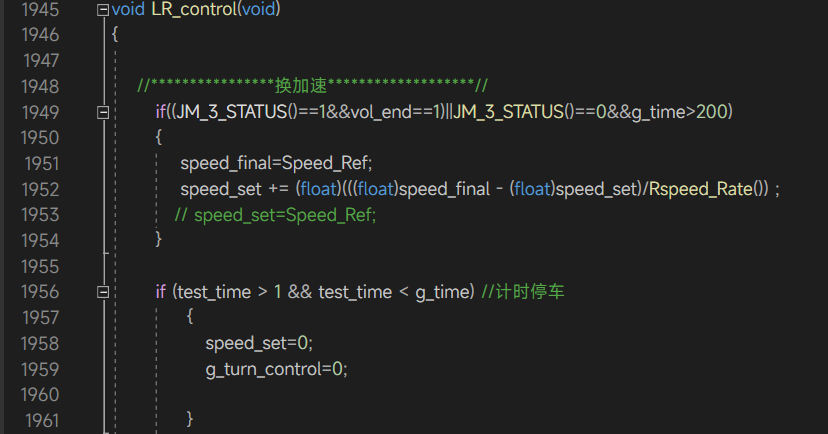 1945 void LR_control(void)
1946 {
1947
1948 //****************换加速*******************//
1949 if((JM_3_STATUS()==1&&vol_end==1)||JM_3_STATUS()==0&&g_time>200)
1950 {
1951 speed_final=Speed_Ref;
1952 speed_set += (float)(((float)speed_final - (float)speed_set)/Rspeed_Rate()) ;
1953 // speed_set=Speed_Ref;
1954 }
1955
1956 if (test_time > 1 && test_time < g_time) //计时停车
1957 {
1958 speed_set=0;
1959 g_turn_control=0;
1960
1961 }